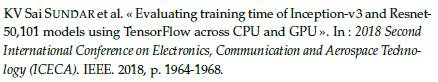 KV Sai SUNDAR et al. « Evaluating training time of Inception-v3 and Resnet-
50,101 models using TensorFlow across CPU and GPU ». In : 2018 Second
International Conference on Electronics, Communication and Aerospace Techno-
logy (ICECA). IEEE. 2018, p. 1964-1968.